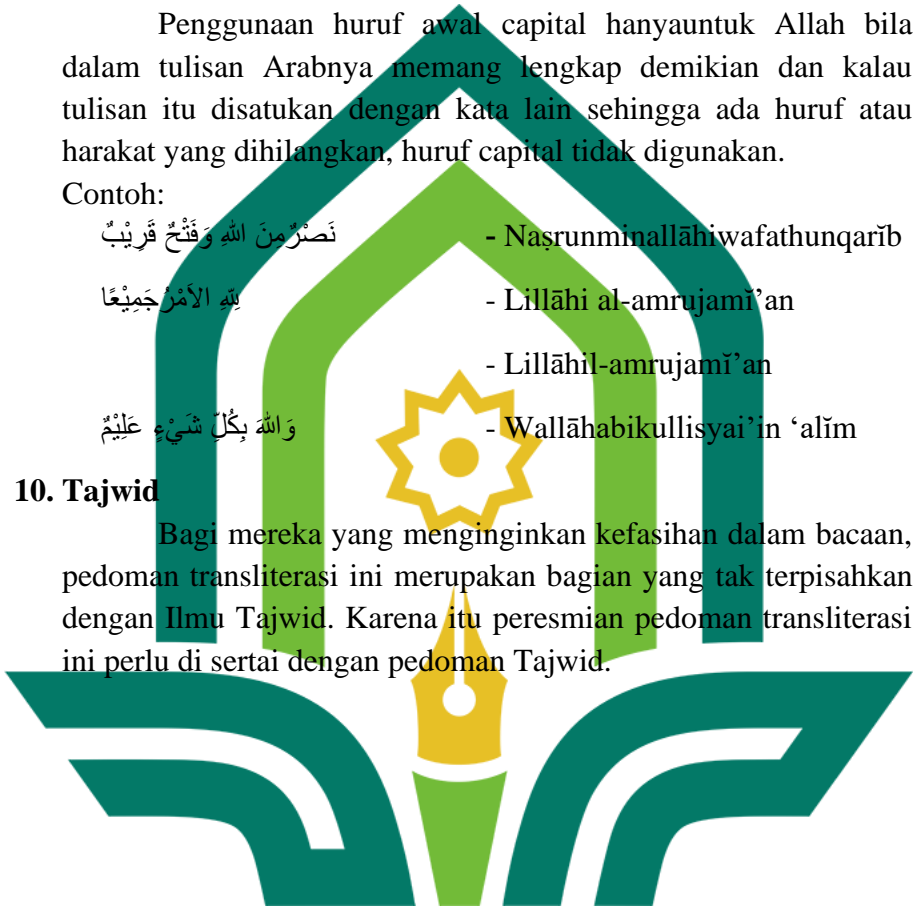 Penggunaan huruf awal capital hanyauntuk Allah bila
dalam tulisan Arabnya memang lengkap demikian dan kalau
tulisan itu disatukan dengan kata lain sehingga ada huruf atau
harakat yang dihilangkan, huruf capital tidak digunakan.
Contoh:
نَصْرٌمِنَ اللهِ وَفَتْحٌ قَرِيْبٌ - Naṣrunminallāhiwafathunqarĭb
لِلّهِ الاَمْرُجَمِيْعًا - Lillāhi al-amrujamĭ’an
- Lillāhil-amrujamĭ’an
وَاللهَ بِكُلِّ شَيْءٍ عَلِيْمٌ - Wallāhabikullisyai’in ‘alĭm
10. Tajwid
Bagi mereka yang menginginkan kefasihan dalam bacaan,
pedoman transliterasi ini merupakan bagian yang tak terpisahkan
dengan Ilmu Tajwid. Karena itu peresmian pedoman transliterasi
ini perlu di sertai dengan pedoman Tajwid.